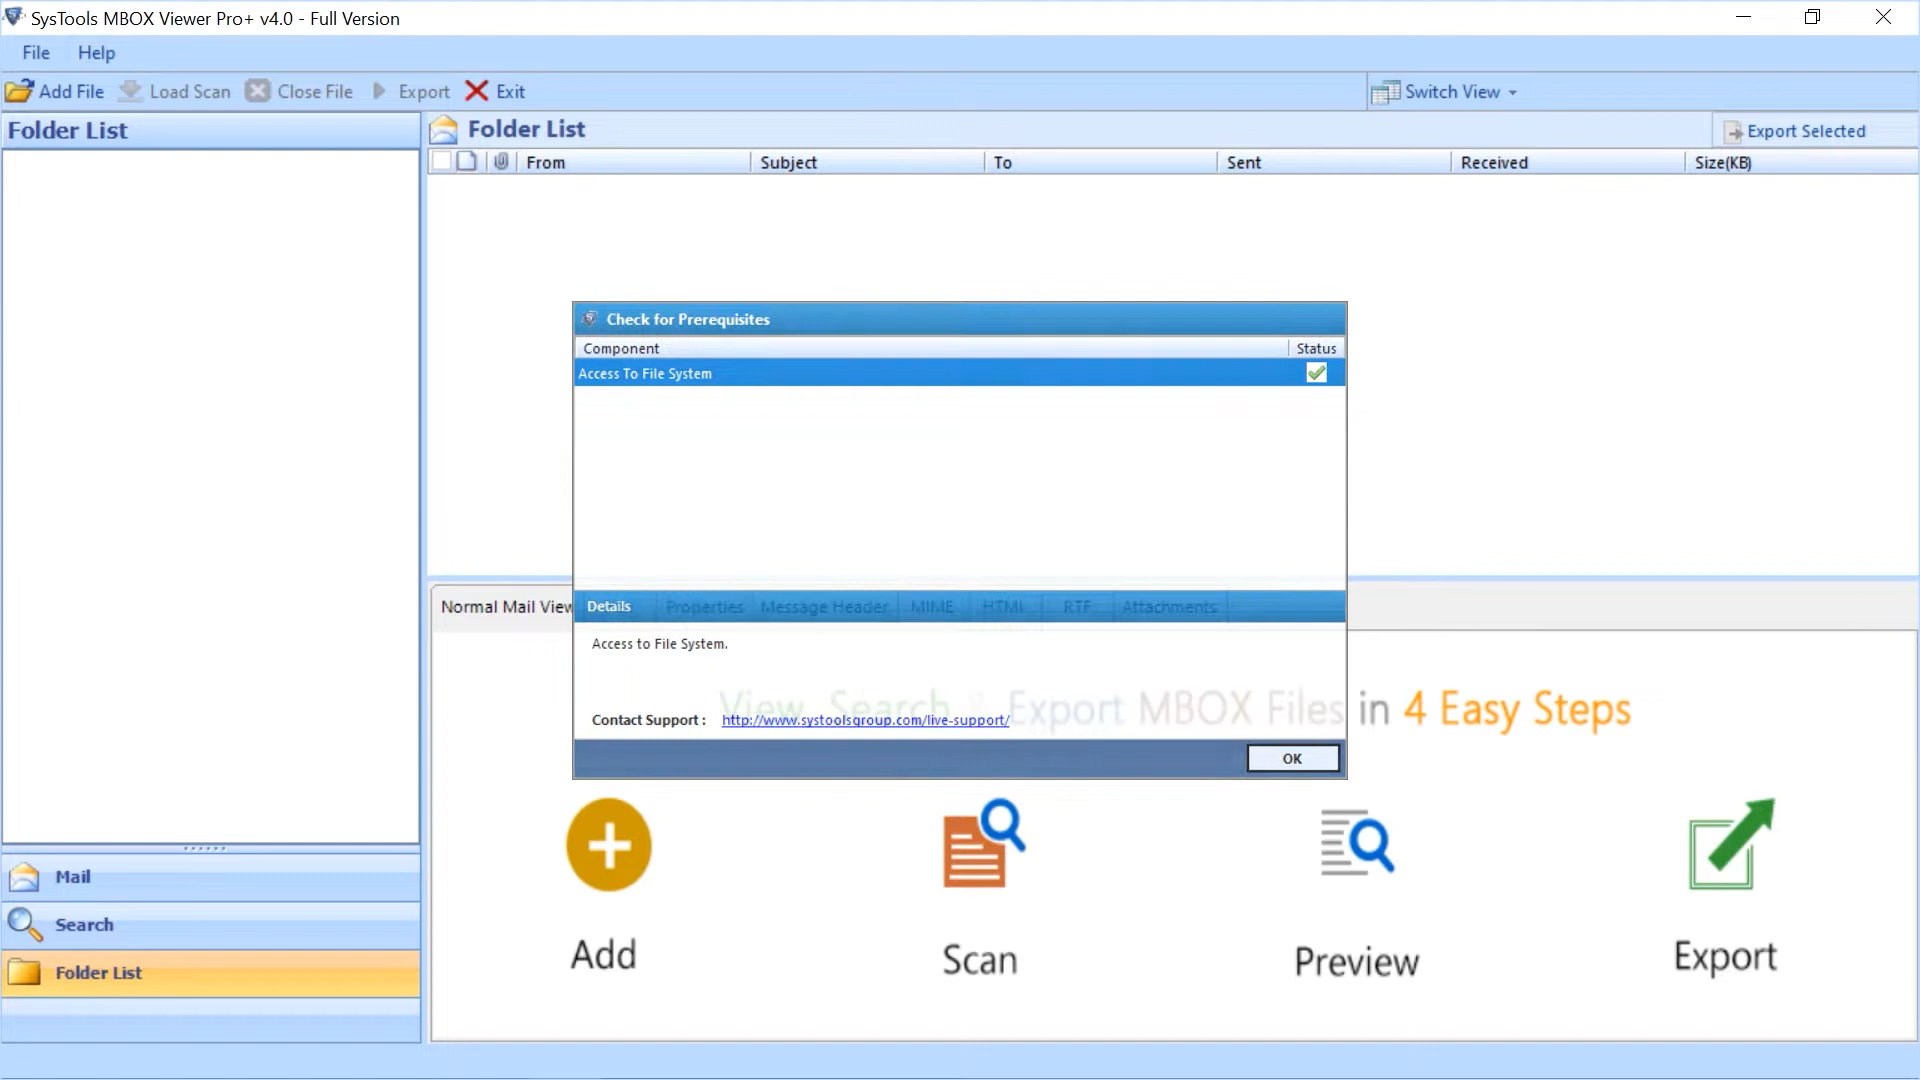 SysTools MBOX Viewer Pro+ v4.0 - Full Version
File Help
Add File Load Scan Close File Export Exit Switch View
Folder List
Folder List Export Selected
From Subject To Sent Received Size(KB)
Check for Prerequisites
Component Status
Access To File System
Normal Mail View Details Properties Message Header MIME HTML RTF Attachments
Access to File System.
View, Search & Export MBOX Files in 4 Easy Steps
Contact Support : http://www.systoolsgroup.com/live-support/
OK
Mail
Search
Folder List
Add Scan Preview Export